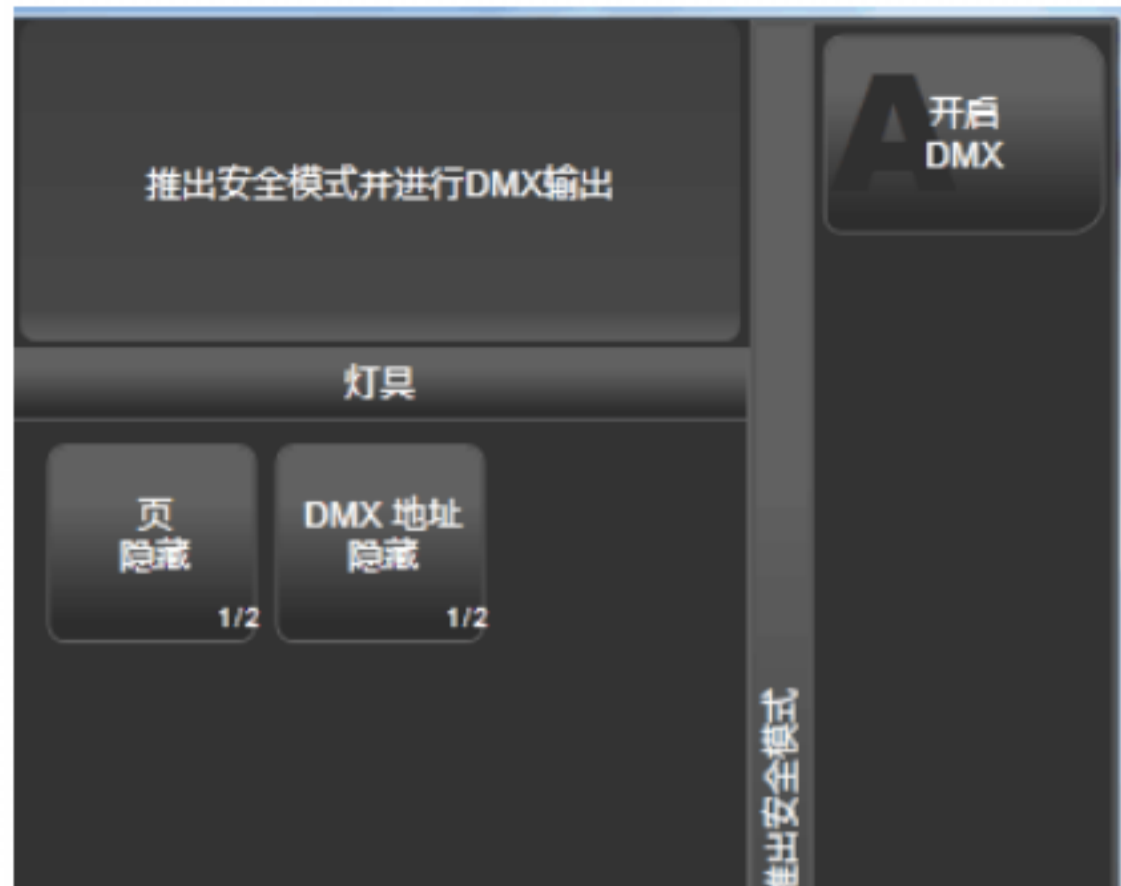 推出安全模式并进行DMX输出
A
开启
DMX
灯具
页
隐藏
1/2
DMX 地址
隐藏
1/2
推出安全模式